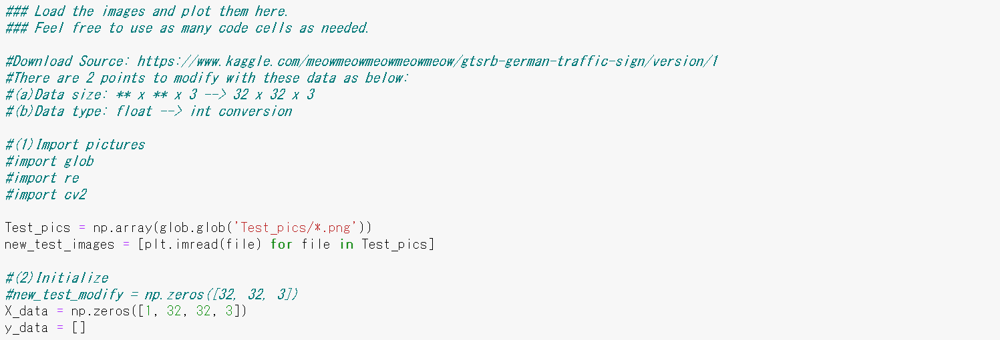 ### Load the images and plot them here.
### Feel free to use as many code cells as needed.
#Download Source: https://www.kaggle.com/meowmeowmeowmeowmeow/gtsrb-german-traffic-sign/version/1
#There are 2 points to modify with these data as below:
#(a)Data size: ** x ** x 3 --> 32 x 32 x 3
#(b)Data type: float --> int conversion
#(1)Import pictures
#import glob
#import re
#import cv2
Test_pics = np.array(glob.glob('Test_pics/*.png'))
new_test_images = [plt.imread(file) for file in Test_pics]
#(2)Initialize
#new_test_modify = np.zeros([32, 32, 3])
X_data = np.zeros([1, 32, 32, 3])
y_data = []